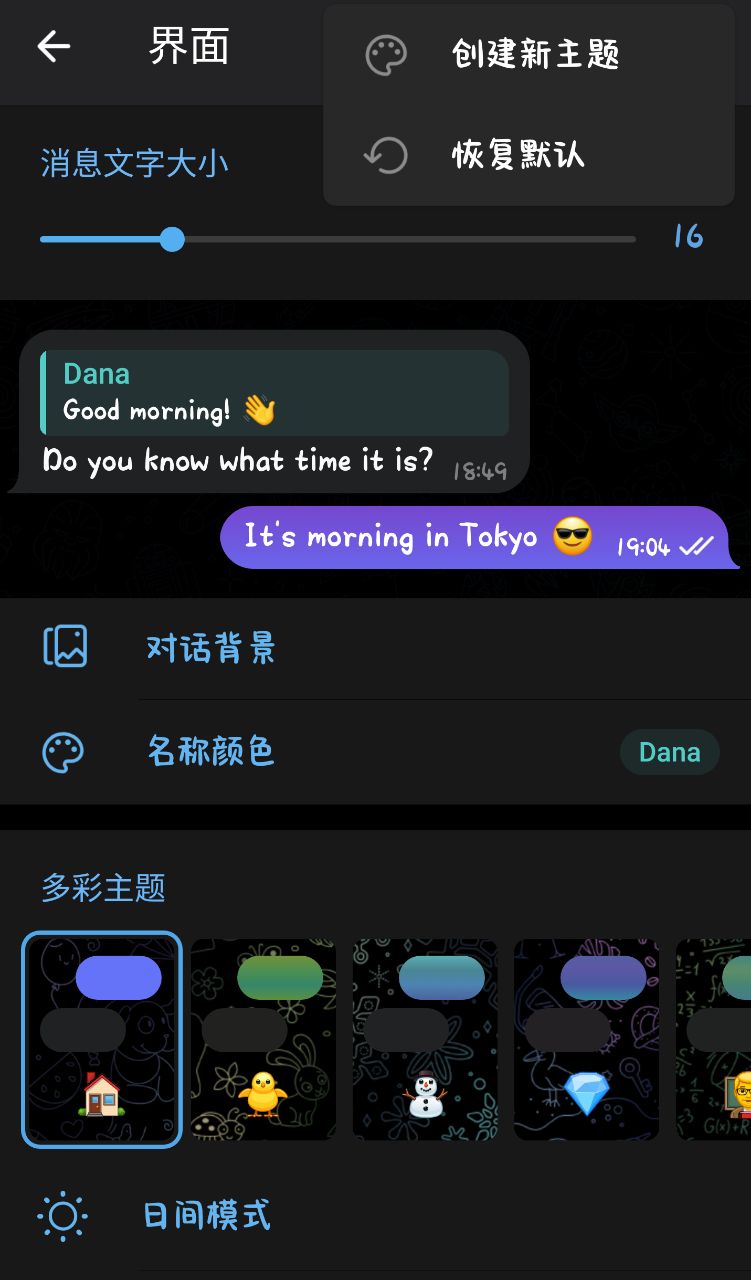 界面
创建新主题
恢复默认
消息文字大小
16
Dana
Good morning! 👋
Do you know what time it is? 18:49
It's morning in Tokyo 😎 19:04
对话背景
名称颜色
Dana
多彩主题
G(x)=R
日间模式